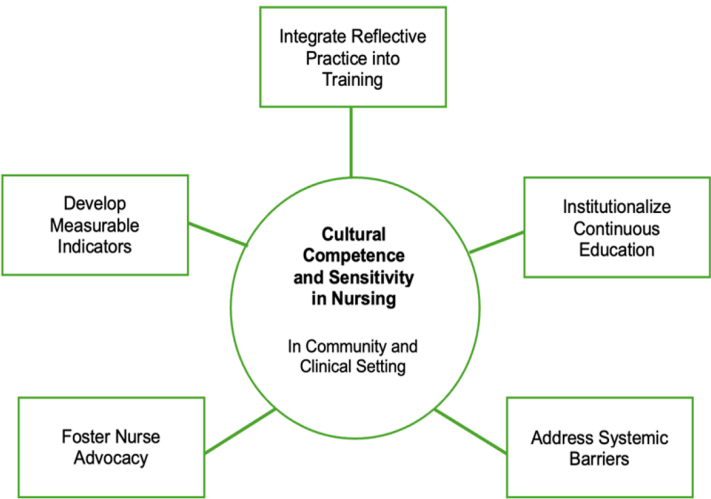 Integrate Reflective
Practice into
Training
Develop
Measurable
Indicators
Institutionalize
Continuous
Education
Cultural
Competence
and Sensitivity
in Nursing
In Community and
Clinical Setting
Foster Nurse
Advocacy
Address Systemic
Barriers